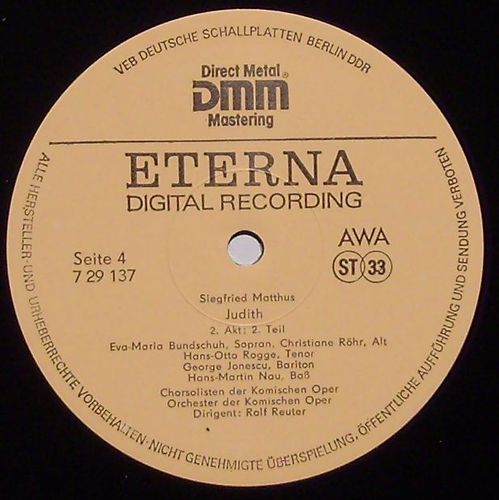 VEB DEUTSCHE SCHALLPLATTEN BERLIN DDR
Direct Metal®
DMM
Mastering
ETERNA
DIGITAL RECORDING
Seite 4
7 29 137
AWA
ST 33
Siegfried Matthus
Judith
2. Akt: 2. Teil
Eva-Maria Bundschuh, Sopran, Christiane Röhr, Alt
Hans-Otto Rogge, Tenor
George Jonescu, Bariton
Hans-Martin Nau, Baß
Chorsolisten der Komischen Oper
Orchester der Komischen Oper
Dirigent: Rolf Reuter
ALLE HERSTELLER- UND URHEBERRECHTE VORBEHALTEN · NICHT GENEHMIGTE ÜBERSPIELUNG, ÖFFENTLICHE AUFFÜHRUNG UND SENDUNG VERBOTEN